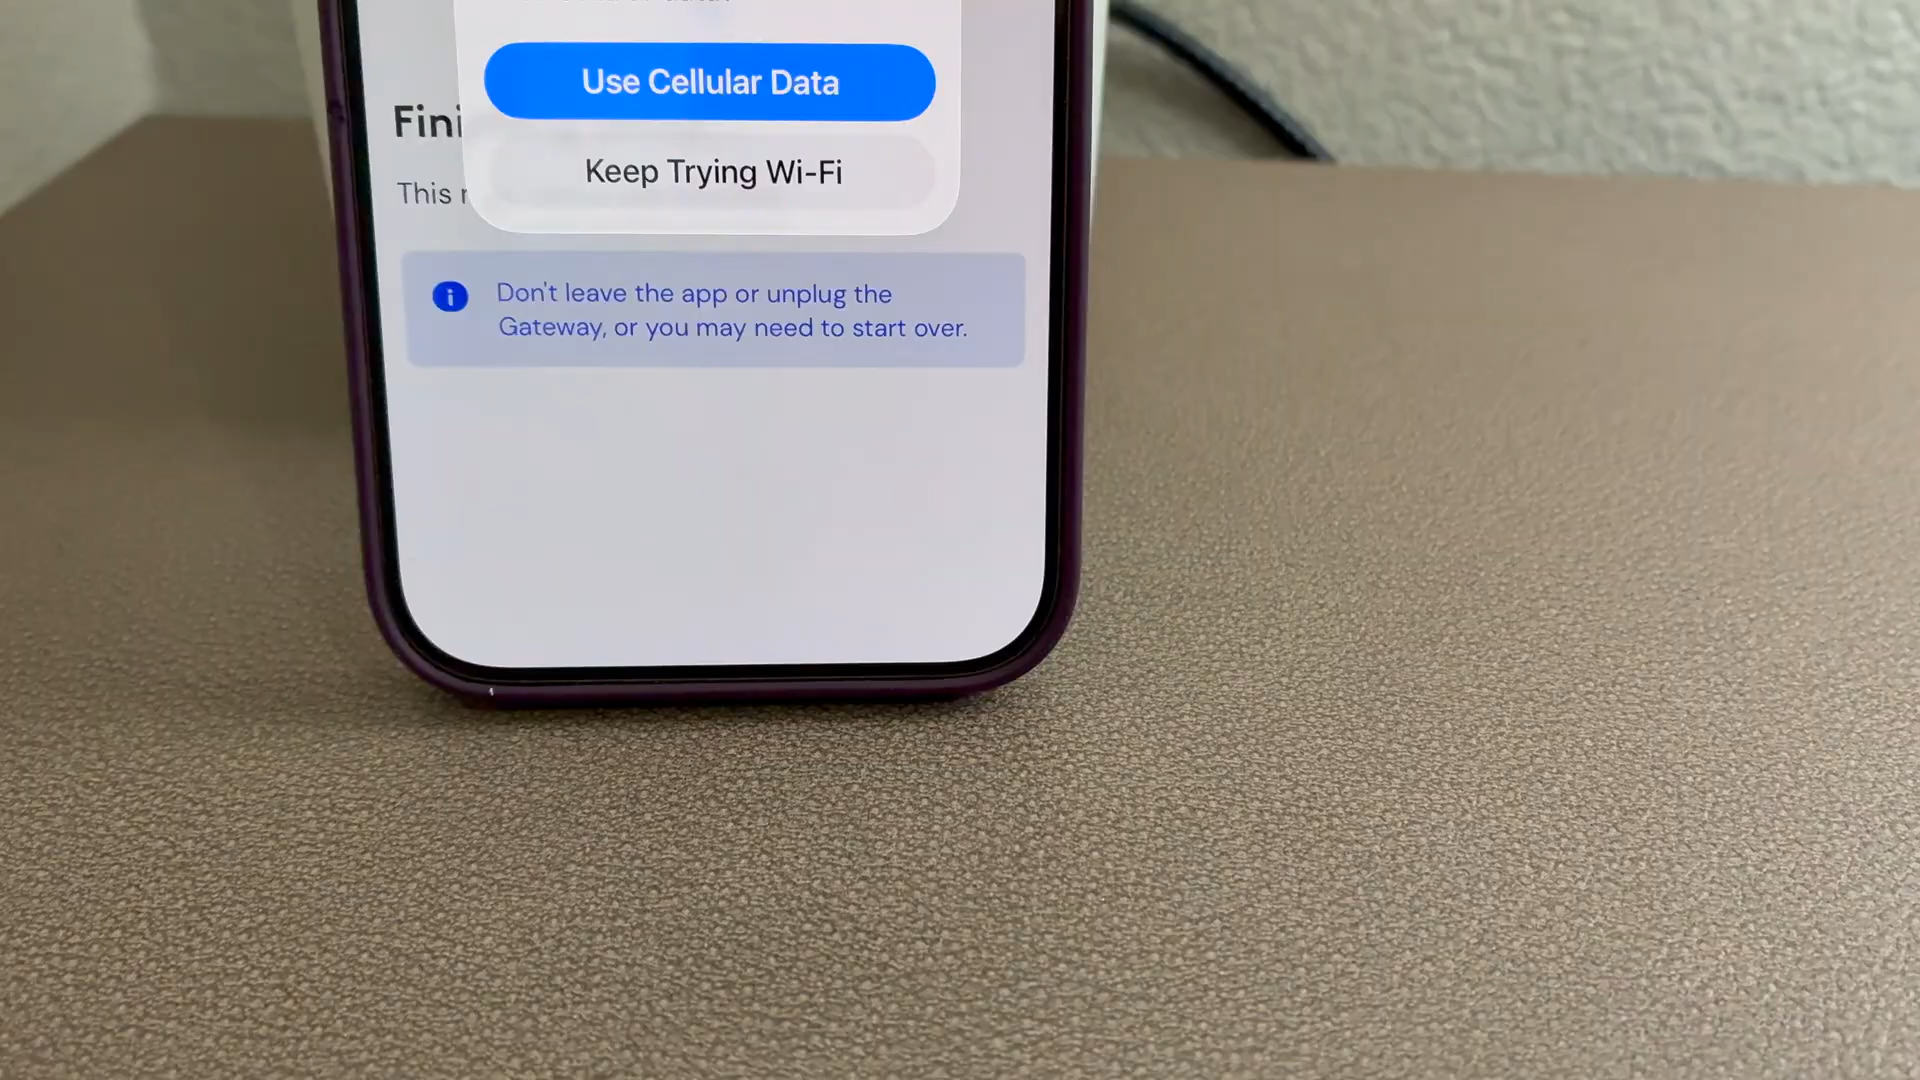 Use Cellular Data
Keep Trying Wi-Fi
Fini
This
Don't leave the app or unplug the
Gateway, or you may need to start over.